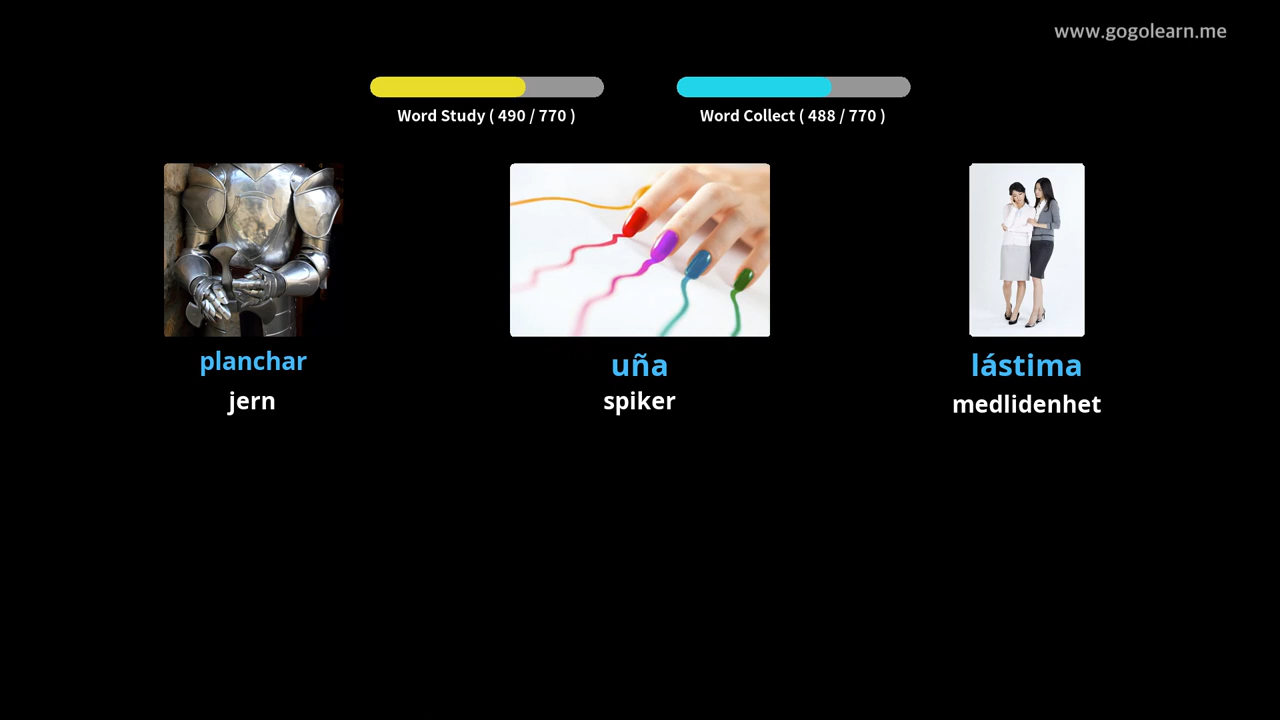 www.gogolearn.me
Word Study ( 490 / 770 )
Word Collect ( 488 / 770 )
planchar
uña
lástima
jern
spiker
medlidenhet